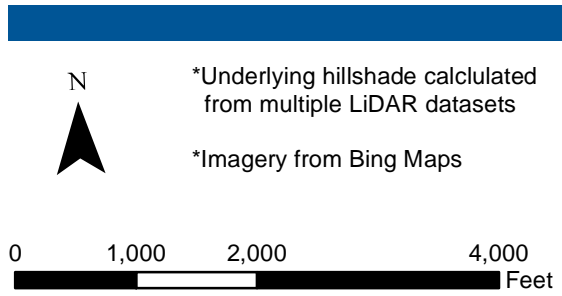 N
*Underlying hillshade calclulated
from multiple LiDAR datasets
*Imagery from Bing Maps
0 1,000 2,000 4,000
Feet